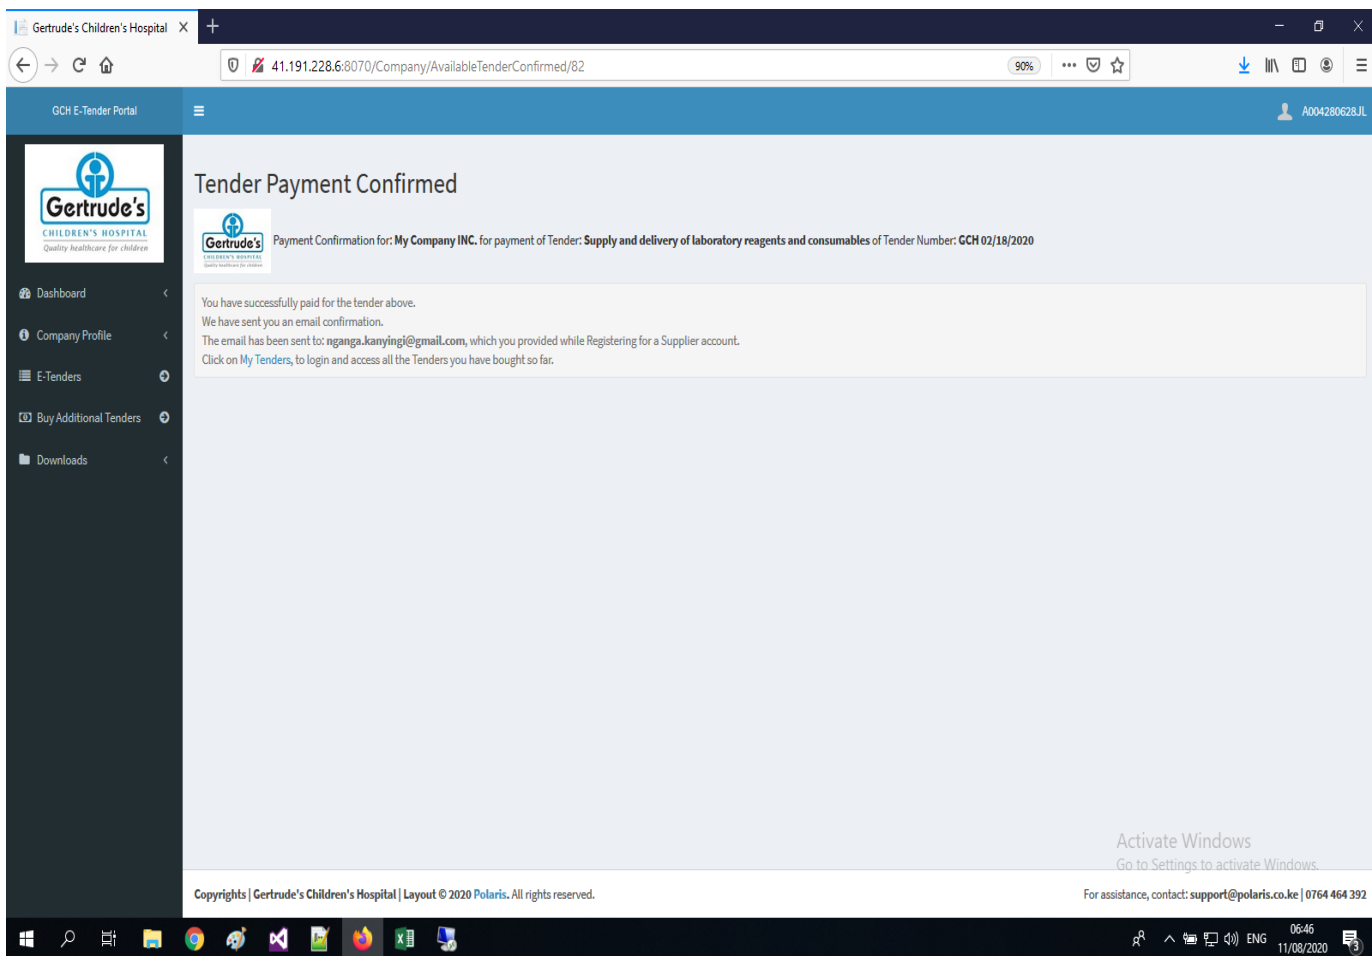 Gertrude's Children's Hospital
41.191.228.6:8070/Company/AvailableTenderConfirmed/82
90%
GCH E-Tender Portal
A004280628JL
Gertrude's
CHILDREN'S HOSPITAL
Quality healthcare for children
Dashboard
Company Profile
E-Tenders
Buy Additional Tenders
Downloads
Tender Payment Confirmed
Gertrude's
CHILDREN'S HOSPITAL
Quality healthcare for children
Payment Confirmation for: My Company INC. for payment of Tender: Supply and delivery of laboratory reagents and consumables of Tender Number: GCH 02/18/2020
You have successfully paid for the tender above.
We have sent you an email confirmation.
The email has been sent to: nganga.kanyingi@gmail.com, which you provided while Registering for a Supplier account.
Click on My Tenders, to login and access all the Tenders you have bought so far.
Activate Windows
Go to Settings to activate Windows.
Copyrights | Gertrude's Children's Hospital | Layout © 2020 Polaris. All rights reserved.
For assistance, contact: support@polaris.co.ke | 0764 464 392
ENG
06:46
11/08/2020
3